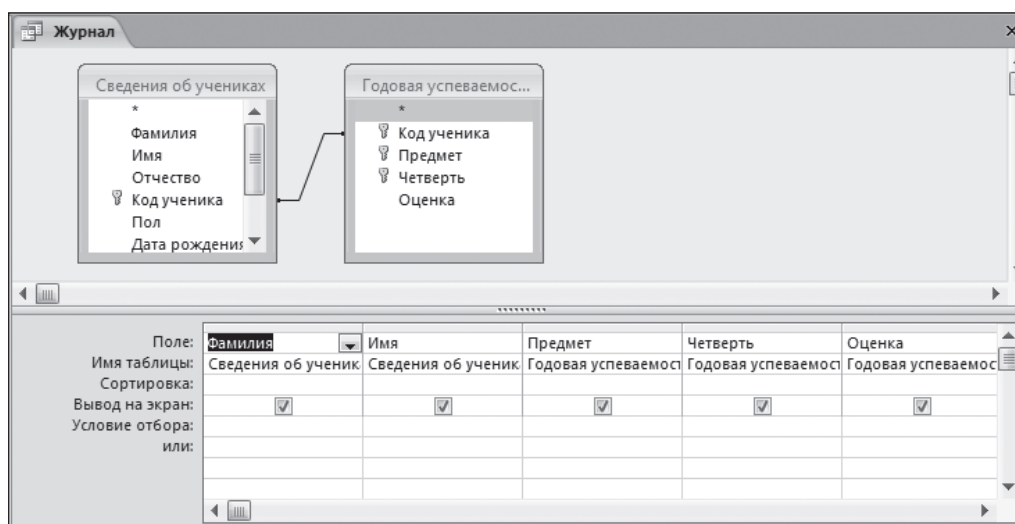 Журнал
Сведения об учениках
*
Фамилия
Имя
Отчество
Код ученика
Пол
Дата рождения
Годовая успеваемос...
*
Код ученика
Предмет
Четверть
Оценка
Поле: Фамилия Имя Предмет Четверть Оценка
Имя таблицы: Сведения об ученик Сведения об ученик Годовая успеваемост Годовая успеваемост Годовая успеваемос
Сортировка:
Вывод на экран:
Условие отбора:
или: